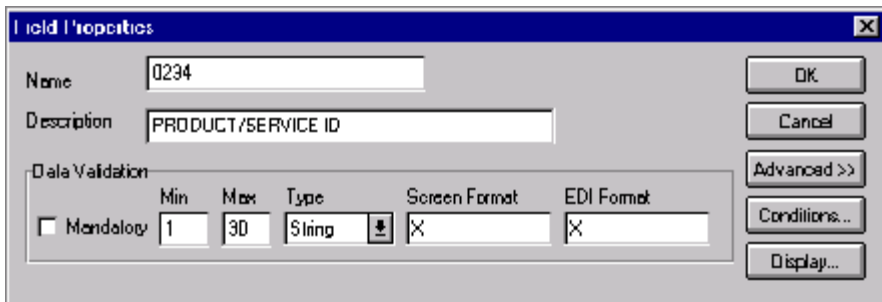 Field Properties
Name 0234 OK
Description PRODUCT/SERVICE ID Cancel
Data Validation Advanced >>
Min Max Type Screen Format EDI Format
Mandatory 1 30 String X X Conditions...
Display...